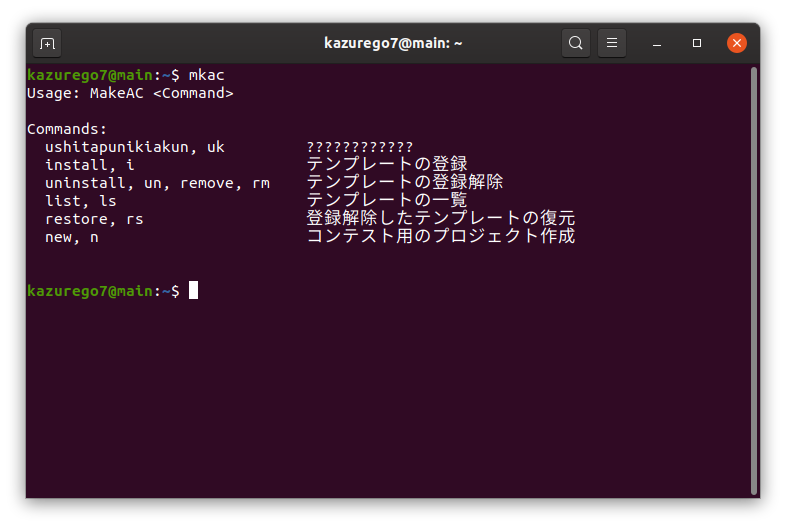 kazurego7@main: ~
kazurego7@main:~$ mkac
Usage: MakeAC <Command>
Commands:
ushitapunikiakun, uk ????????????
install, i テンプレートの登録
uninstall, un, remove, rm テンプレートの登録解除
list, ls テンプレートの一覧
restore, rs 登録解除したテンプレートの復元
new, n コンテスト用のプロジェクト作成
kazurego7@main:~$